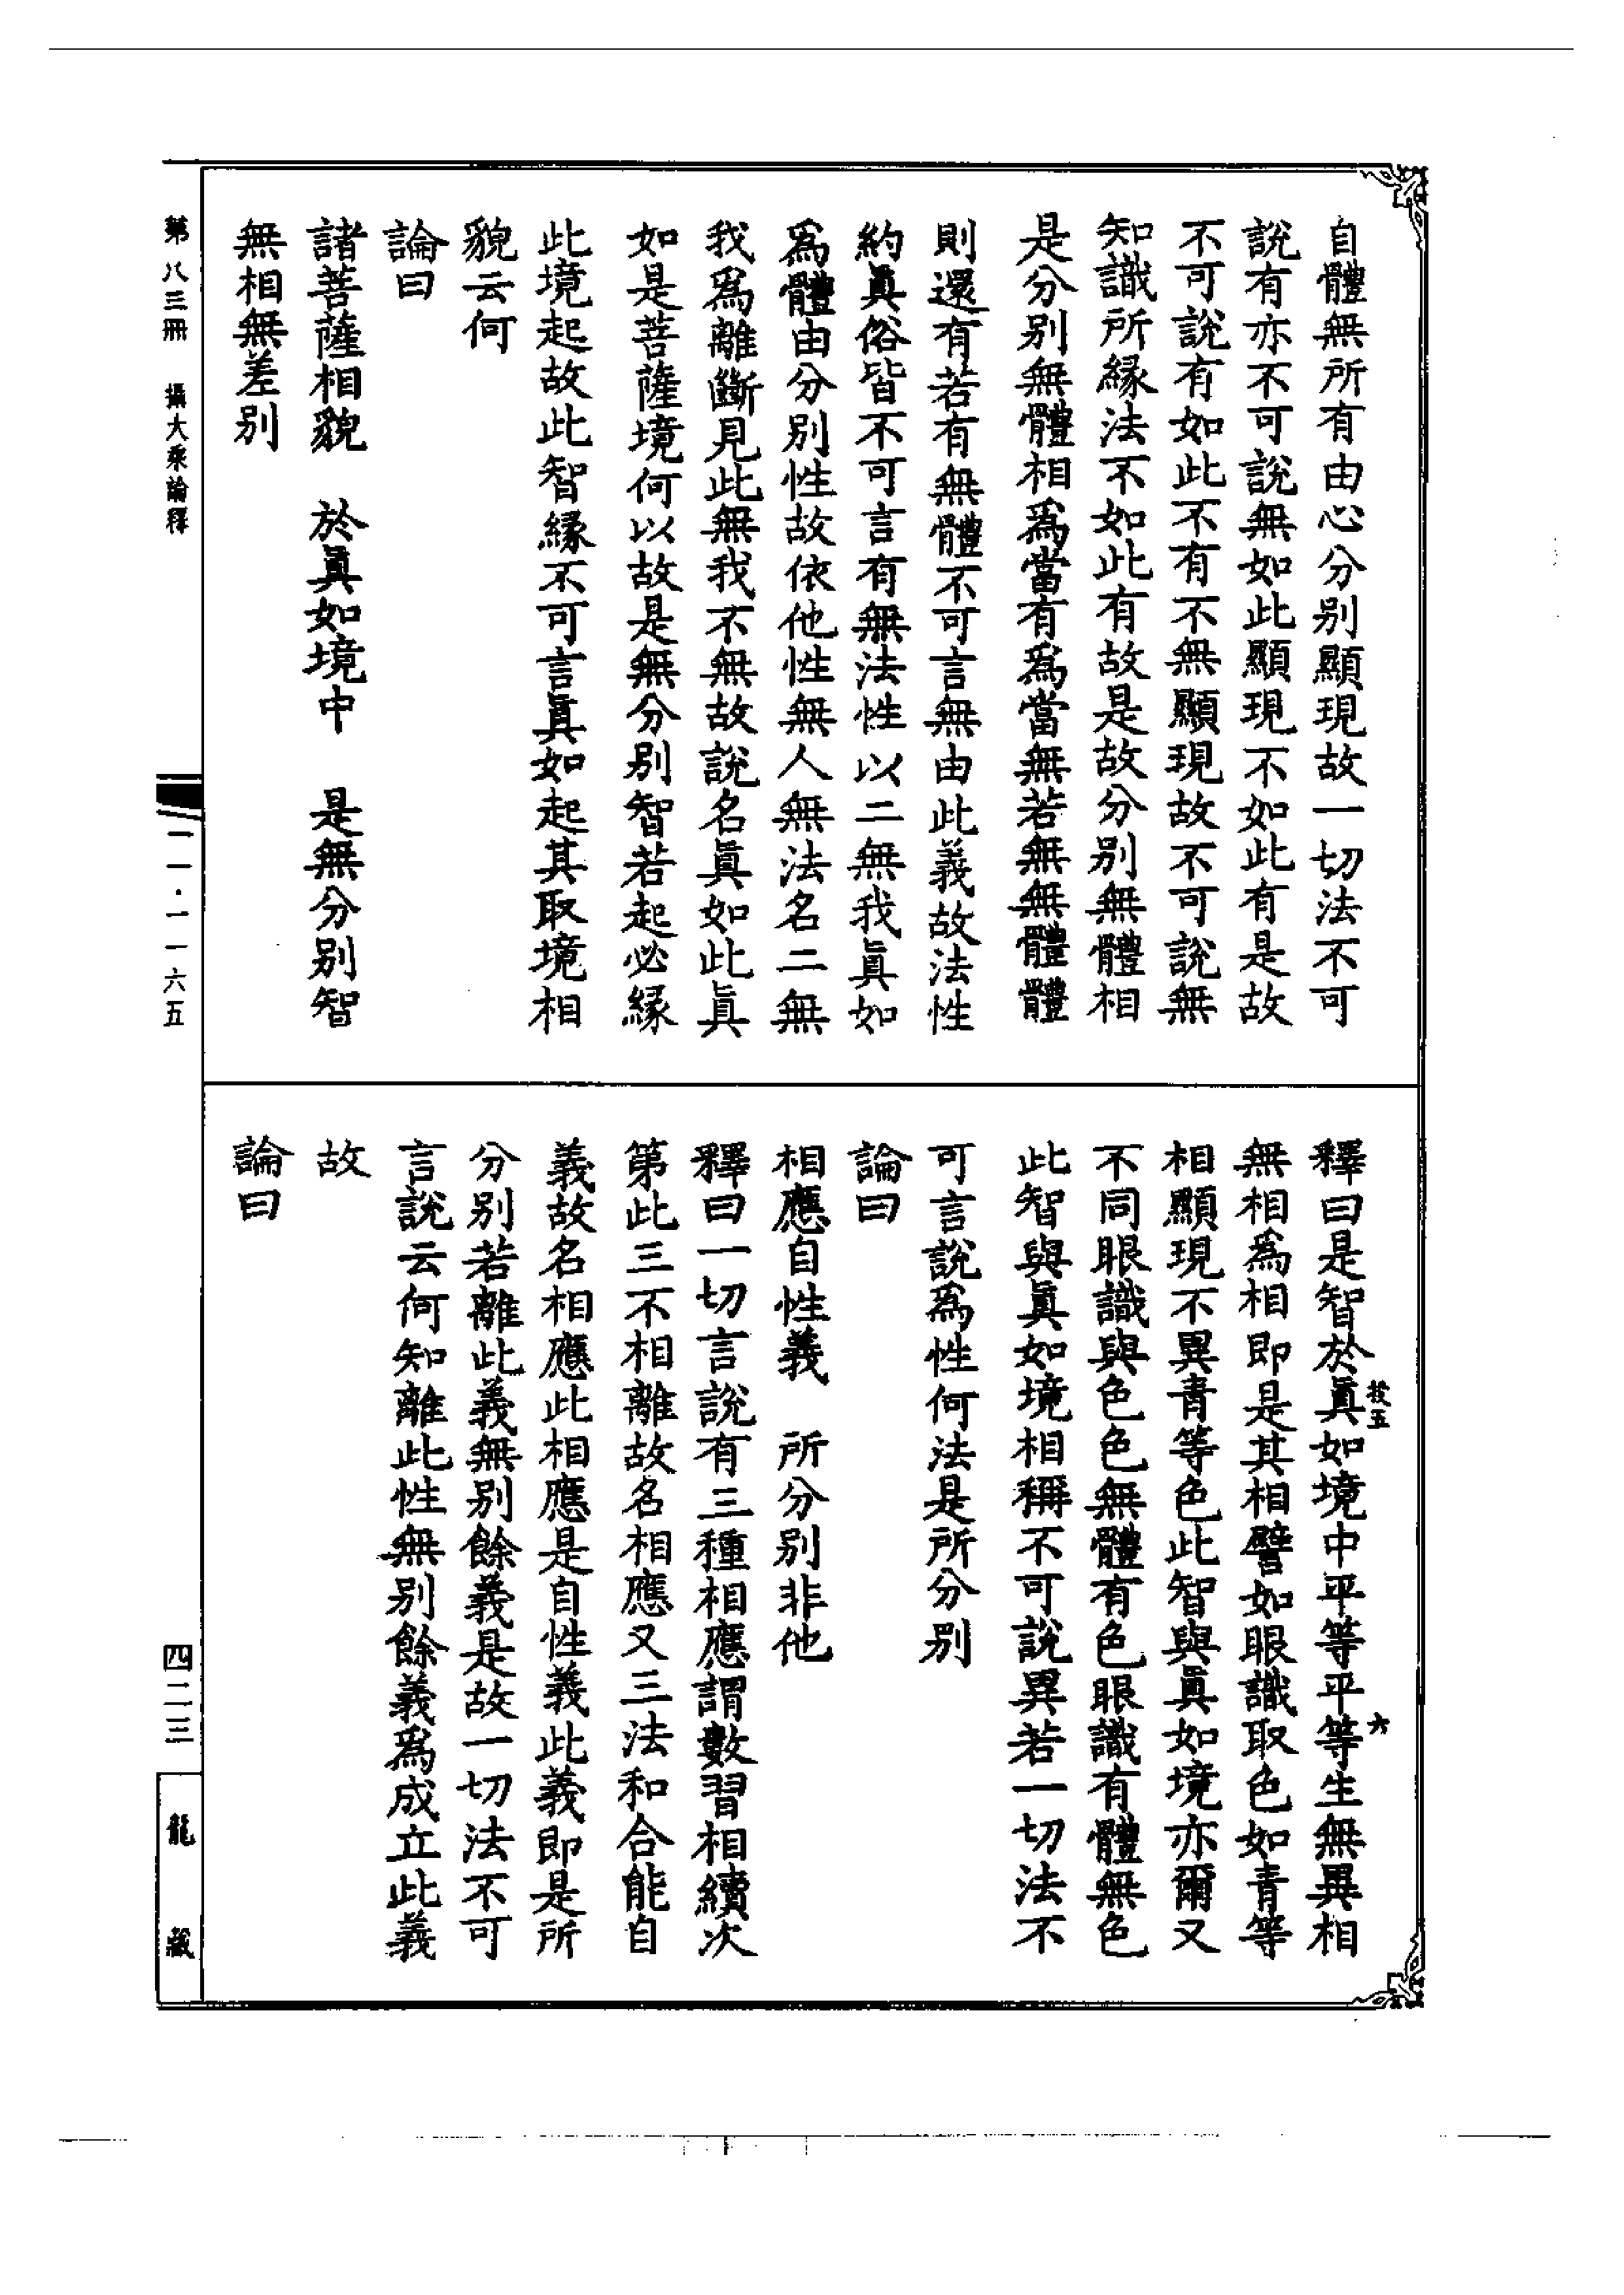 自體無所有由心分别顯現故一切法不可
說有亦不可說無如此顯現不如此有是故
不可說有如此不有不無顯現故不可說無
知識所縁法不如此有故是故分别無體相
是分别無體相爲當有爲當無若無無體體
則還有若有無體不可言無由此義故法性
約眞俗皆不可言有無法性以二無我眞如
爲體由分别性故依他性無人無法名二無
我爲離斷見此無我不無故說名眞如此眞
如是菩薩境何以故是無分别智若起必縁
此境起故此智縁不可言眞如起其取境相
貌云何
論曰
諸菩薩相貌　於眞如境中　是無分别智
無相無差别
釋曰是智於眞如境中平等平等生無異相
無相爲相即是其相譬如眼識取色如青等
相顯現不異青等色此智與眞如境亦爾又
不同眼識與色色無體有色眼識有體無色
此智與眞如境相稱不可說異若一切法不
可言說爲性何法是所分别
論曰
相應自性義　所分别非他
釋曰一切言說有三種相應謂數習相續次
第此三不相離故名相應又三法和合能自
義故名相應此相應是自性義此義即是所
分别若離此義無别餘義是故一切法不可
言說云何知離此性無别餘義爲成立此義
故
論曰
技五
六
第八三冊　攝大乘論釋
一一·一一六五
四二三
龍藏